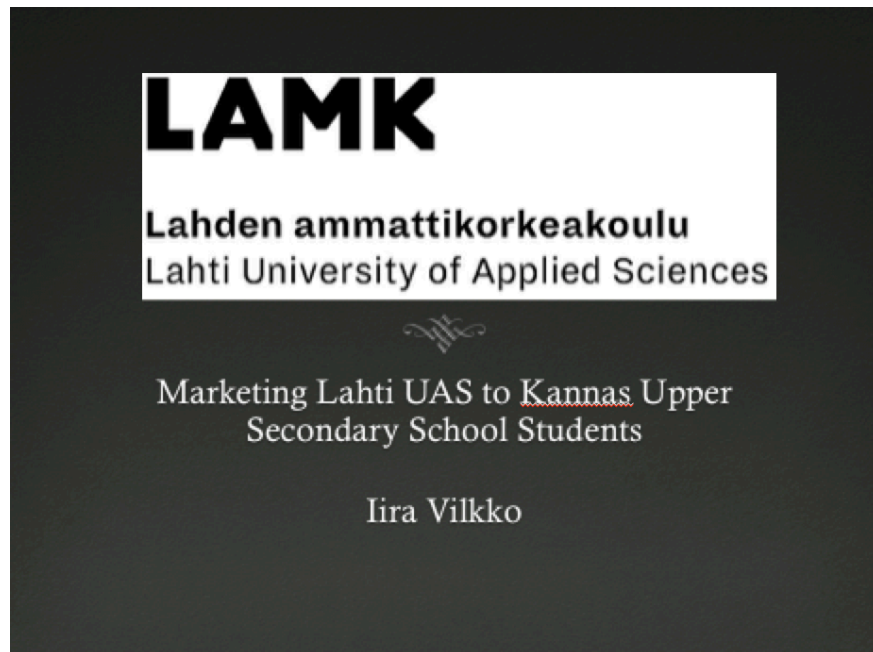 LAMK
Lahden ammattikorkeakoulu
Lahti University of Applied Sciences
Marketing Lahti UAS to Kannas Upper
Secondary School Students
Iira Vilkko